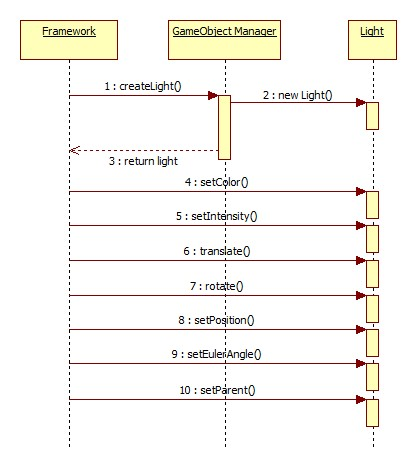 Framework
GameObject Manager
Light
1 : createLight()
2 : new Light()
3 : return light
4 : setColor()
5 : setIntensity()
6 : translate()
7 : rotate()
8 : setPosition()
9 : setEulerAngle()
10 : setParent()